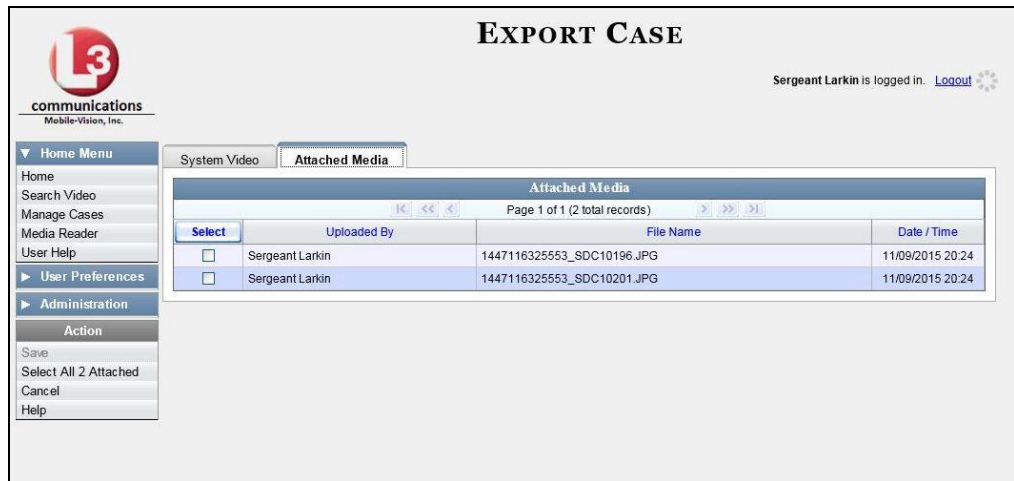 EXPORT CASE
L3
communications
Mobile-Vision, Inc.
Sergeant Larkin is logged in. Logout
Home Menu
Home
Search Video
Manage Cases
Media Reader
User Help
User Preferences
Administration
Action
Save
Select All 2 Attached
Cancel
Help
System Video Attached Media
Attached Media
|< << < Page 1 of 1 (2 total records) > >> >|
Select Uploaded By File Name Date / Time
Sergeant Larkin 1447116325553_SDC10196.JPG 11/09/2015 20:24
Sergeant Larkin 1447116325553_SDC10201.JPG 11/09/2015 20:24